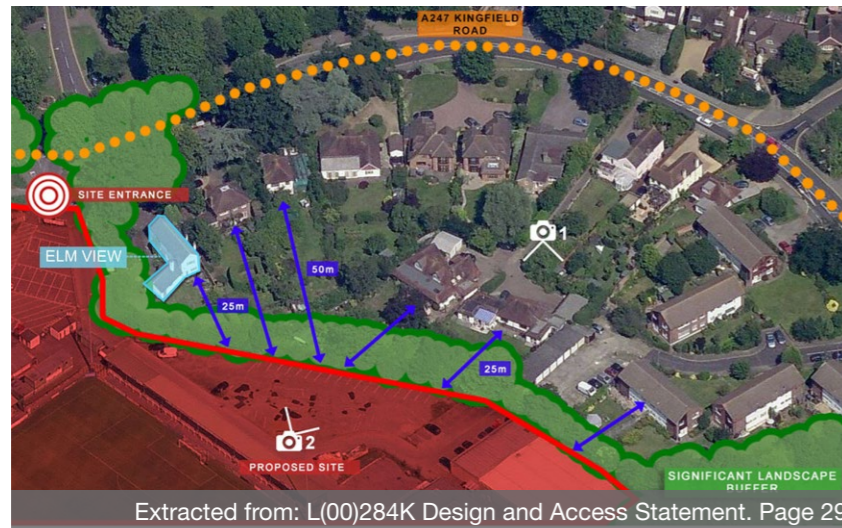 A247 KINGFIELD
ROAD
SITE ENTRANCE
ELM VIEW
1
50m
25m
25m
2
PROPOSED SITE
SIGNIFICANT LANDSCAPE
BUFFER
Extracted from: L(00)284K Design and Access Statement. Page 29